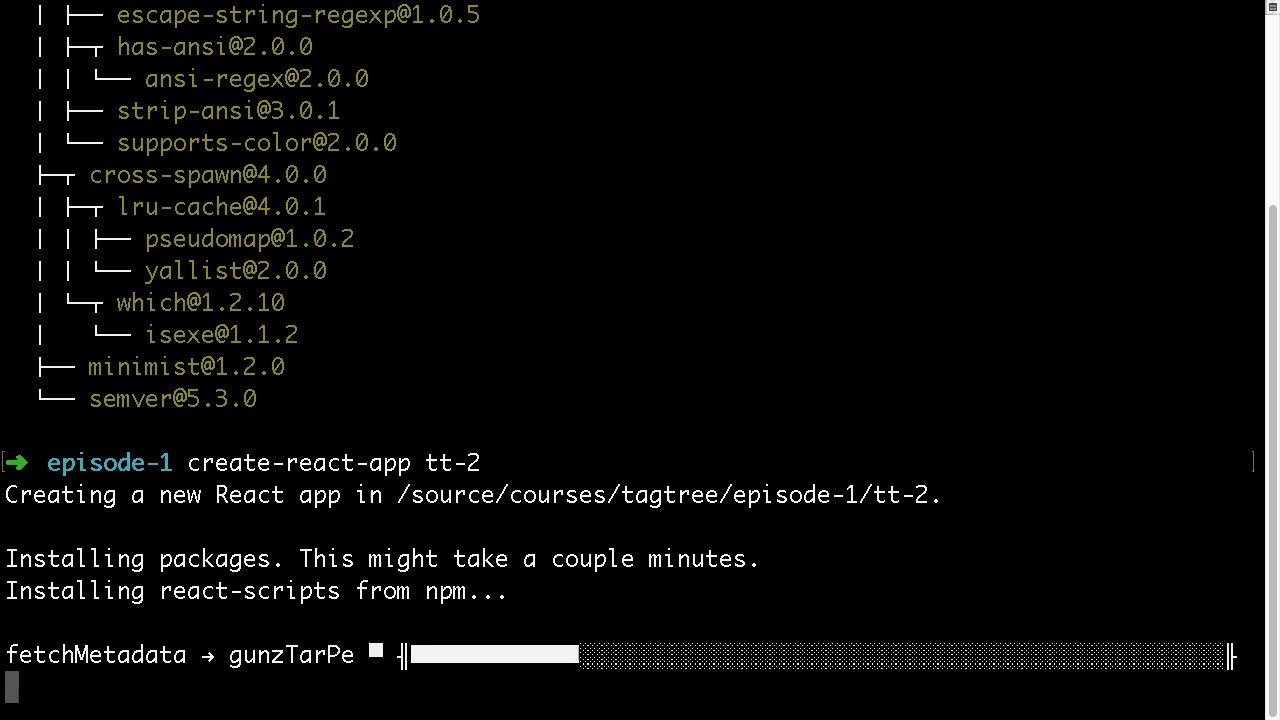 │ ├── escape-string-regexp@1.0.5
│ ├─┬ has-ansi@2.0.0
│ │ └── ansi-regex@2.0.0
│ ├── strip-ansi@3.0.1
│ └── supports-color@2.0.0
├─┬ cross-spawn@4.0.0
│ ├─┬ lru-cache@4.0.1
│ │ ├── pseudomap@1.0.2
│ │ └── yallist@2.0.0
│ └─┬ which@1.2.10
│   └── isexe@1.1.2
├── minimist@1.2.0
└── semver@5.3.0
[➜ episode-1 create-react-app tt-2 ]
Creating a new React app in /source/courses/tagtree/episode-1/tt-2.
Installing packages. This might take a couple minutes.
Installing react-scripts from npm...
fetchMetadata → gunzTarPe